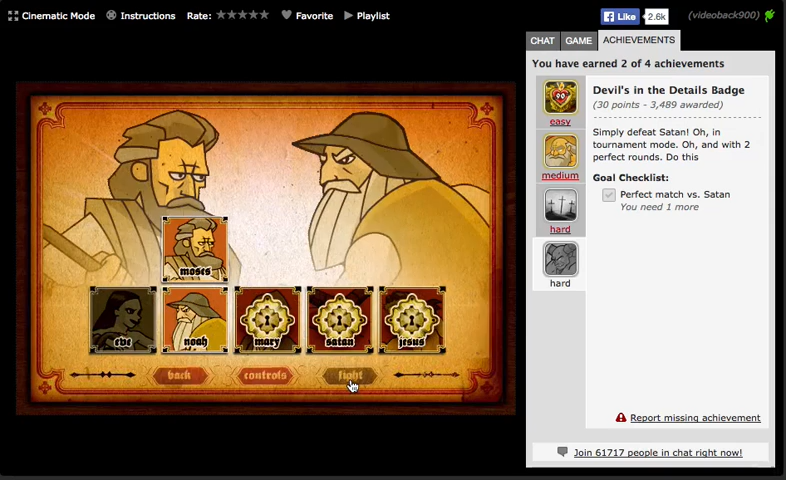 Cinematic Mode Instructions Rate: Favorite Playlist Like 2.6k (videoback900)
CHAT GAME ACHIEVEMENTS
You have earned 2 of 4 achievements
90
easy
medium
hard
hard
Devil's in the Details Badge
(30 points - 3,489 awarded)
Simply defeat Satan! Oh, in
tournament mode. Oh, and with 2
perfect rounds. Do this
Goal Checklist:
Perfect match vs. Satan
You need 1 more
Report missing achievement
Join 61717 people in chat right now!
moses
eve noah mary satan jesus
back controls fight